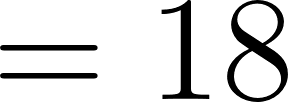 = 18